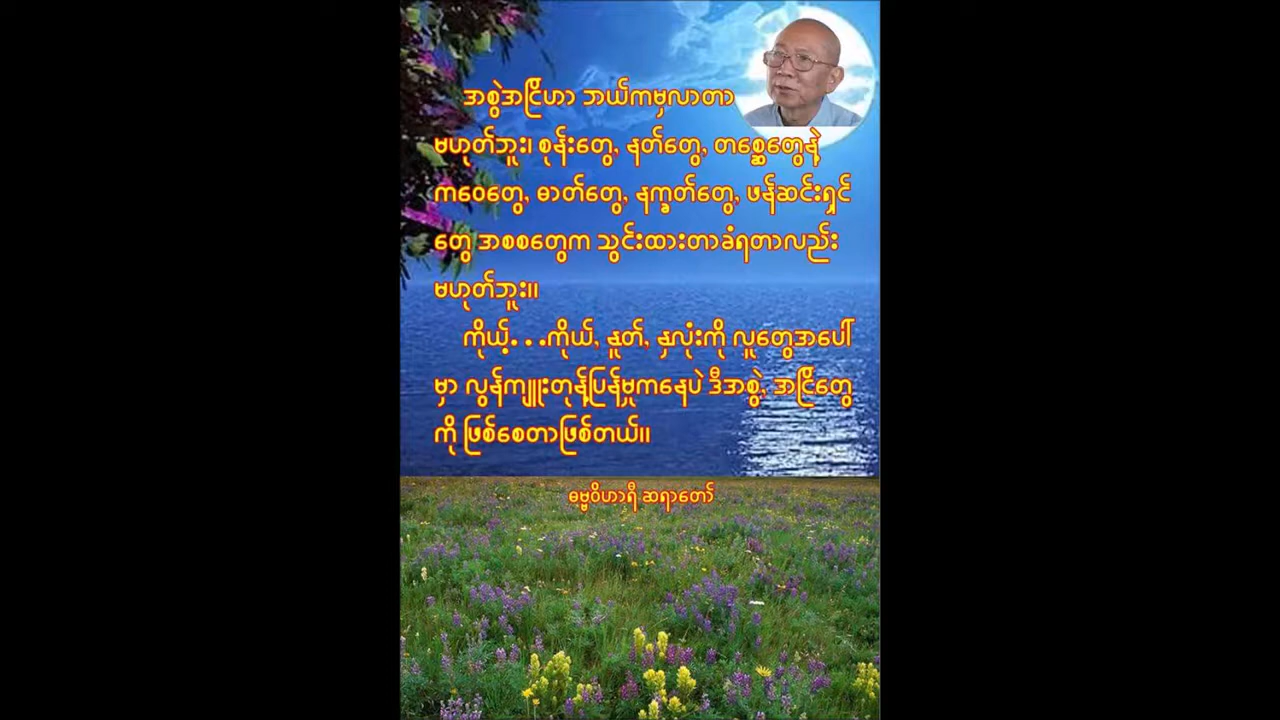 အစွဲအငြိဟာ ဘယ်ကမှလာတာ
မဟုတ်ဘူး၊ စုန်းတွေ, နတ်တွေ, တစ္ဆေတွေနဲ့
ကဝေတွေ, ဓာတ်တွေ, နက္ခတ်တွေ, ဖန်ဆင်းရှင်
တွေ အစစတွေက သွင်းထားတာခံရတာလည်း
မဟုတ်ဘူး။
ကိုယ့်...ကိုယ်, နှုတ်, နှလုံးကို လူတွေအပေါ်
မှာ လွန်ကျူးတုန့်ပြန်မှုကနေပဲ ဒီအစွဲ, အငြိတွေ
ကို ဖြစ်စေတာဖြစ်တယ်။
ဓမ္မဝိဟာရီ ဆရာတော်